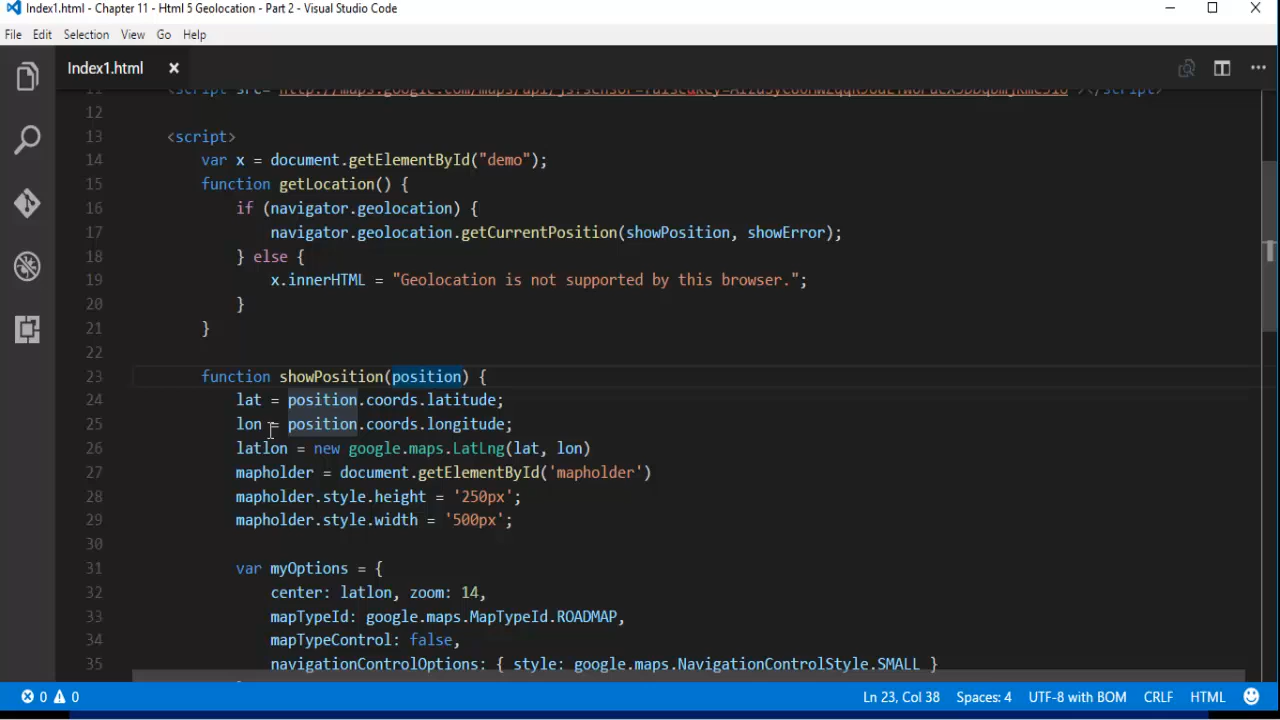 Index1.html - Chapter 11 - Html 5 Geolocation - Part 2 - Visual Studio Code
File Edit Selection View Go Help
Index1.html
12
13 <script>
14 var x = document.getElementById("demo");
15 function getLocation() {
16 if (navigator.geolocation) {
17 navigator.geolocation.getCurrentPosition(showPosition, showError);
18 } else {
19 x.innerHTML = "Geolocation is not supported by this browser.";
20 }
21 }
22
23 function showPosition(position) {
24 lat = position.coords.latitude;
25 lon = position.coords.longitude;
26 latlon = new google.maps.LatLng(lat, lon)
27 mapholder = document.getElementById('mapholder')
28 mapholder.style.height = '250px';
29 mapholder.style.width = '500px';
30
31 var myOptions = {
32 center: latlon, zoom: 14,
33 mapTypeId: google.maps.MapTypeId.ROADMAP,
34 mapTypeControl: false,
35 navigationControlOptions: { style: google.maps.NavigationControlStyle.SMALL }
0 0 Ln 23, Col 38 Spaces: 4 UTF-8 with BOM CRLF HTML